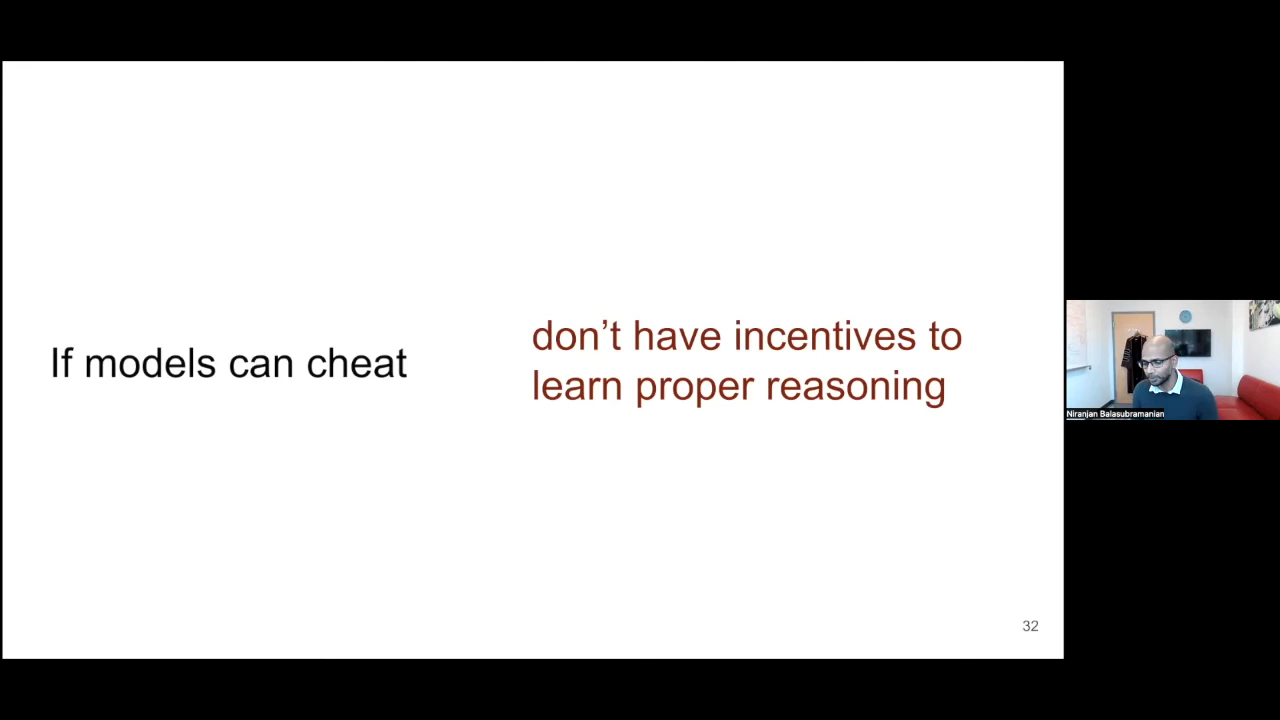 If models can cheat
don’t have incentives to
learn proper reasoning
32
Niranjan Balasubramanian